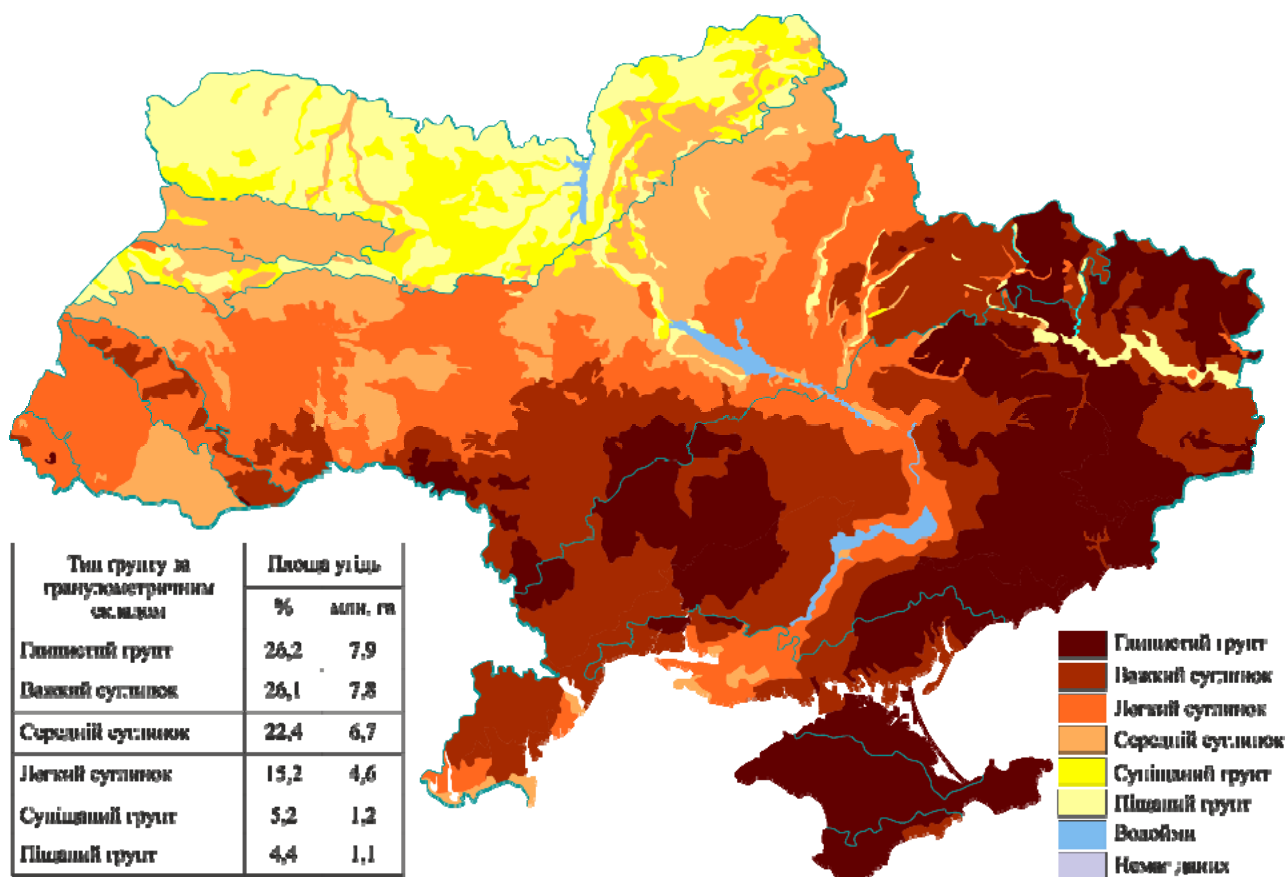 Тип ґрунту за
гранулометричним
складом
Площа угідь
%
млн. га
Глинистий ґрунт 26,2 7,9
Важкий суглинок 26,1 7,8
Середній суглинок 22,4 6,7
Легкий суглинок 15,2 4,6
Супіщаний ґрунт 5,2 1,2
Піщаний ґрунт 4,4 1,1
Глинистий ґрунт
Важкий суглинок
Легкий суглинок
Середній суглинок
Супіщаний ґрунт
Піщаний ґрунт
Водойми
Немає даних